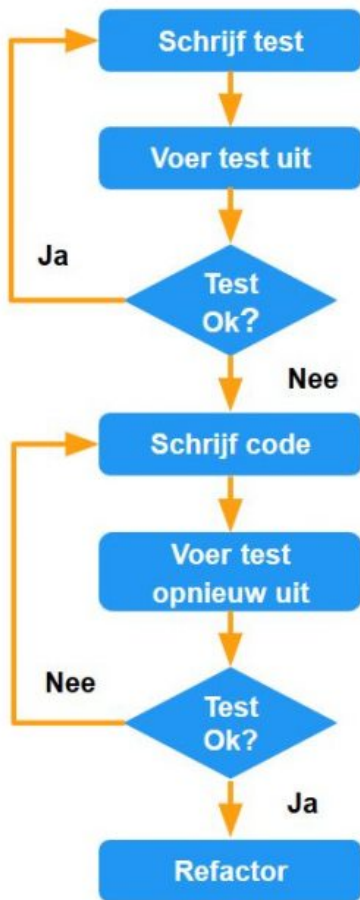 Schrijf test
Voer test uit
Ja
Test
Ok?
Nee
Schrijf code
Voer test
opnieuw uit
Nee
Test
Ok?
Ja
Refactor